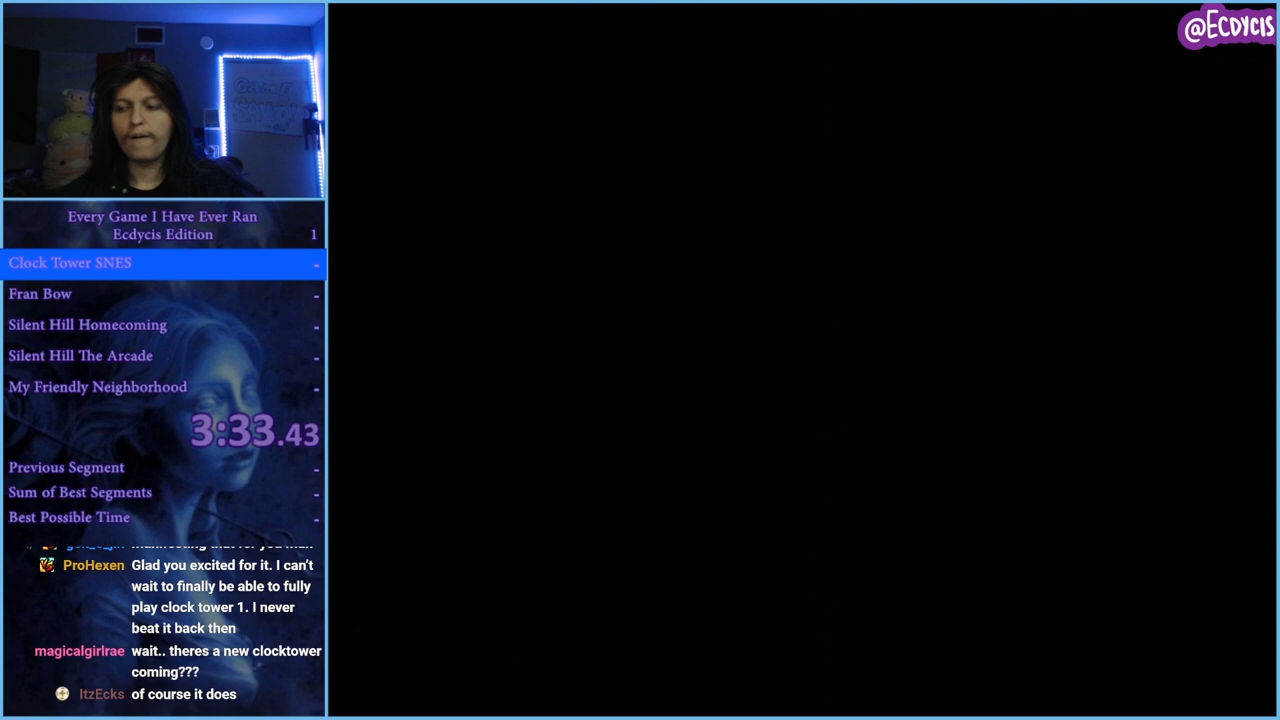 @ECDYCIS
Every Game I Have Ever Ran
Ecdycis Edition 1
Clock Tower SNES -
Fran Bow -
Silent Hill Homecoming -
Silent Hill The Arcade -
My Friendly Neighborhood -
3:33.43
Previous Segment -
Sum of Best Segments -
Best Possible Time -
ProHexen Glad you excited for it. I can't
wait to finally be able to fully
play clock tower 1. I never
beat it back then
magicalgirlrae wait.. theres a new clocktower
coming???
ItzEcks of course it does